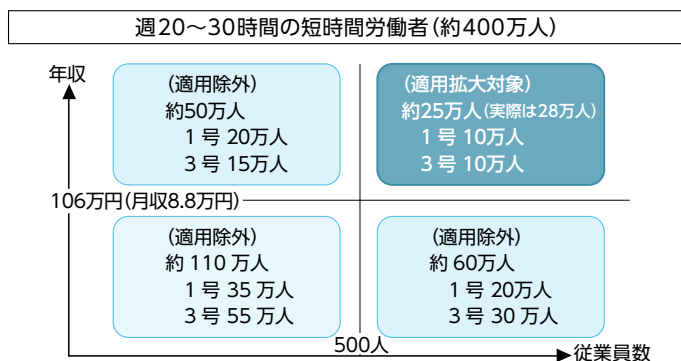 週20〜30時間の短時間労働者(約400万人)
年収
(適用除外)
約50万人
1号 20万人
3号 15万人
(適用拡大対象)
約25万人(実際は28万人)
1号 10万人
3号 10万人
106万円(月収8.8万円)
(適用除外)
約 110 万人
1号 35 万人
3号 55 万人
(適用除外)
約 60万人
1号 20万人
3号 30 万人
500人
従業員数